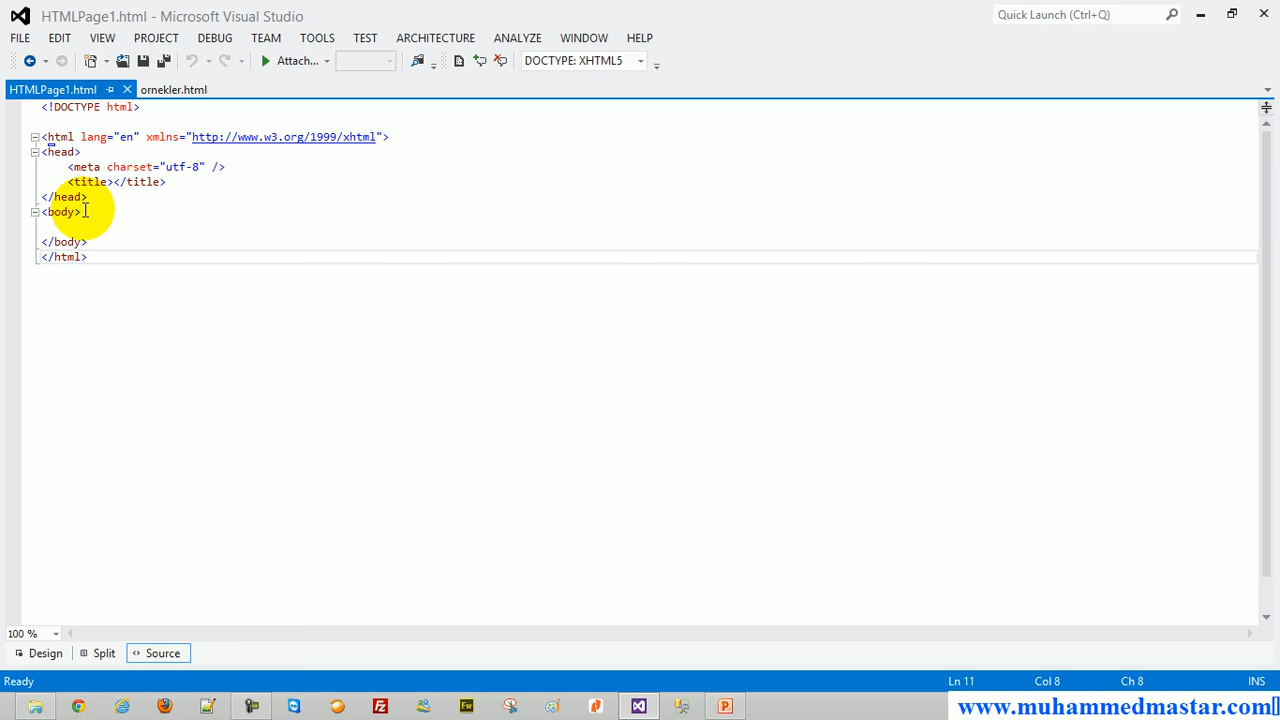 HTMLPage1.html - Microsoft Visual Studio
Quick Launch (Ctrl+Q)
FILE EDIT VIEW PROJECT DEBUG TEAM TOOLS TEST ARCHITECTURE ANALYZE WINDOW HELP
Attach... DOCTYPE: XHTML5
HTMLPage1.html ornekler.html
<!DOCTYPE html>
<html lang="en" xmlns="http://www.w3.org/1999/xhtml">
<head>
<meta charset="utf-8" />
<title></title>
</head>
<body>
</body>
</html>
100 %
Design Split Source
Ready Ln 11 Col 8 Ch 8 INS
www.muhammedmastar.com